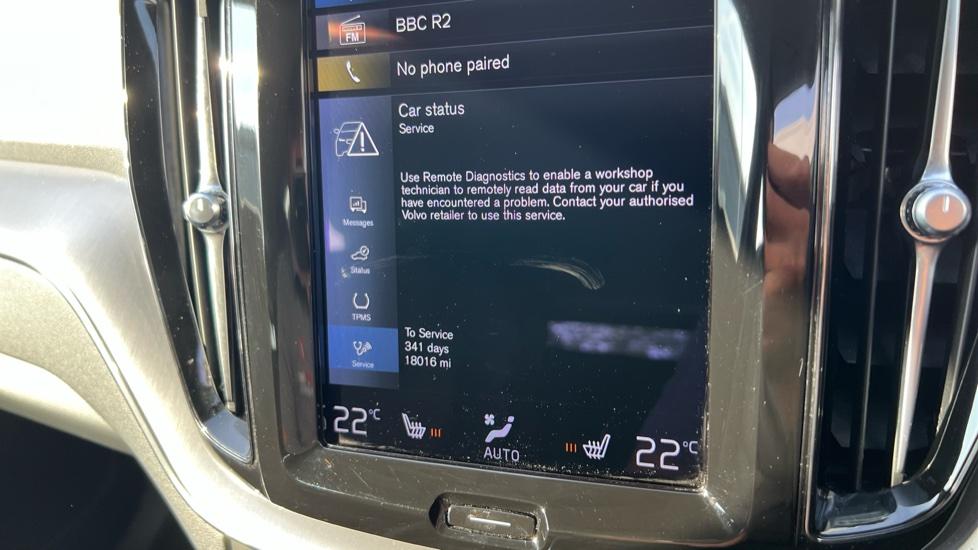 BBC R2
FM
No phone paired
Car status
Service
Use Remote Diagnostics to enable a workshop
technician to remotely read data from your car if you
have encountered a problem. Contact your authorised
Volvo retailer to use this service.
Messages
Status
TPMS
Service
To Service
341 days
18016 mi
22°C
AUTO
22°C